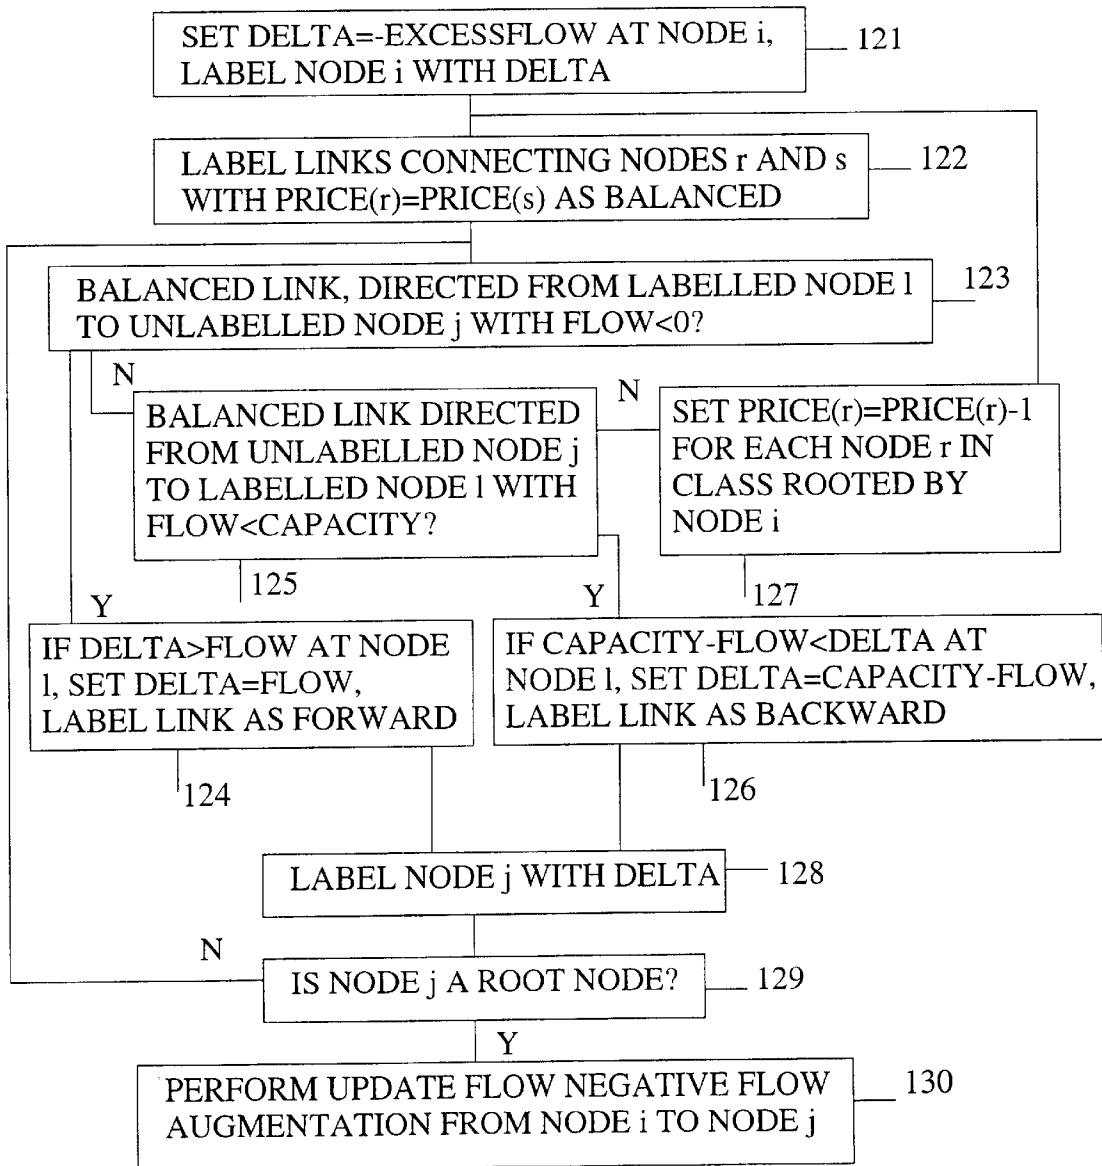 SET DELTA=-EXCESSFLOW AT NODE i,
LABEL NODE i WITH DELTA
121
LABEL LINKS CONNECTING NODES r AND s
WITH PRICE(r)=PRICE(s) AS BALANCED
122
BALANCED LINK, DIRECTED FROM LABELLED NODE l
TO UNLABELLED NODE j WITH FLOW<0?
123
N
BALANCED LINK DIRECTED
FROM UNLABELLED NODE j
TO LABELLED NODE l WITH
FLOW<CAPACITY?
125
N
SET PRICE(r)=PRICE(r)-1
FOR EACH NODE r IN
CLASS ROOTED BY
NODE i
127
Y
IF DELTA>FLOW AT NODE
l, SET DELTA=FLOW,
LABEL LINK AS FORWARD
124
Y
IF CAPACITY-FLOW<DELTA AT
NODE l, SET DELTA=CAPACITY-FLOW,
LABEL LINK AS BACKWARD
126
LABEL NODE j WITH DELTA
128
N
IS NODE j A ROOT NODE?
129
Y
PERFORM UPDATE FLOW NEGATIVE FLOW
AUGMENTATION FROM NODE i TO NODE j
130